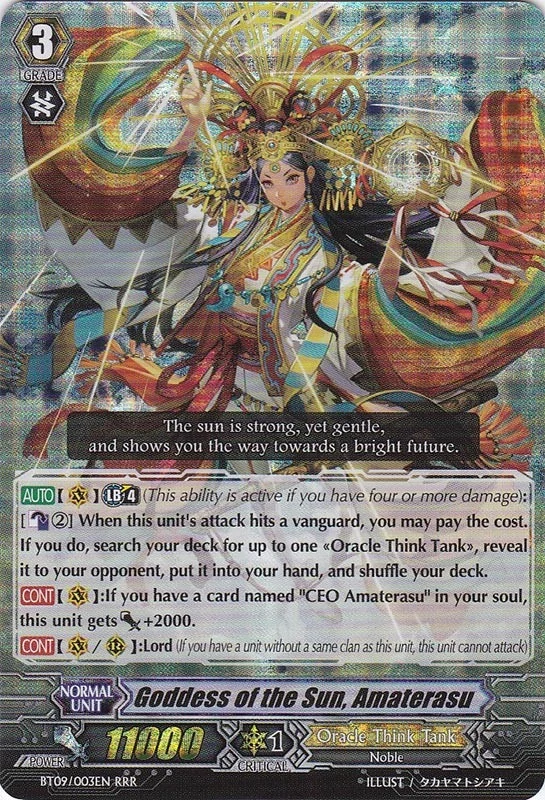 3
GRADE
The sun is strong, yet gentle,
and shows you the way towards a bright future.
AUTO【 】LB4 (This ability is active if you have four or more damage):
[②] When this unit's attack hits a vanguard, you may pay the cost.
If you do, search your deck for up to one «Oracle Think Tank», reveal
it to your opponent, put it into your hand, and shuffle your deck.
CONT【 】:If you have a card named "CEO Amaterasu" in your soul,
this unit gets +2000.
CONT【 / 】:Lord (If you have a unit without a same clan as this unit, this unit cannot attack)
NORMAL
UNIT
Goddess of the Sun, Amaterasu
POWER
11000
1
CRITICAL
Oracle Think Tank
Noble
BT09/003EN RRR
ILLUST / タカヤマトシアキ